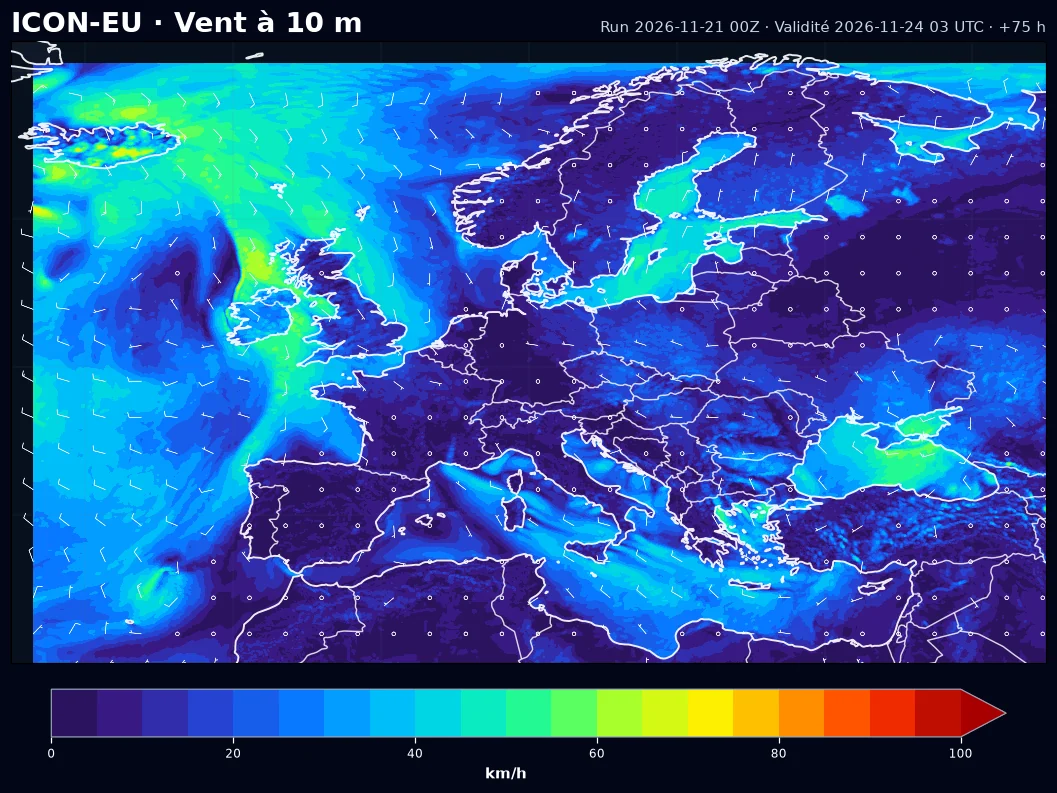 ICON-EU · Vent à 10 m
Run 2026-11-21 00Z · Validité 2026-11-24 03 UTC · +75 h
0 20 40 60 80 100
km/h